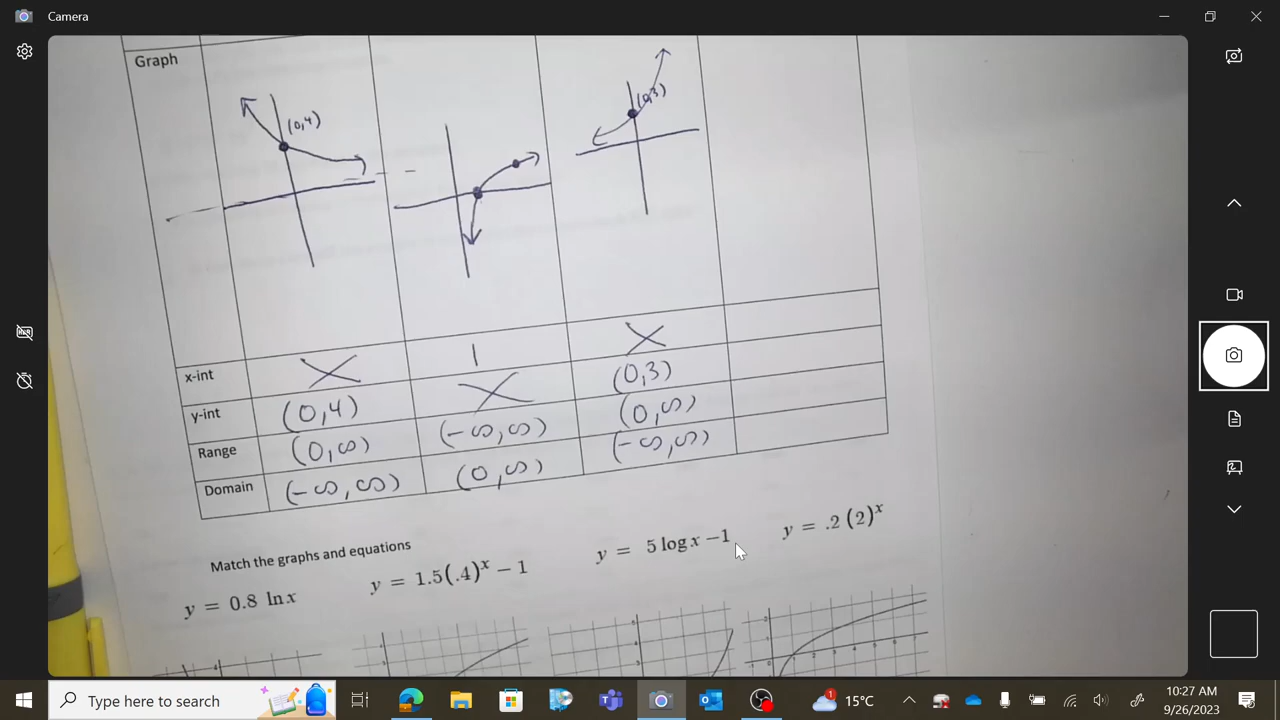 Camera
Graph
(0,4)
(0,3)
x-int
1
y-int
(0,4)
(0,3)
Range
(0,∞)
(-∞,∞)
(0,∞)
Domain
(-∞,∞)
(0,∞)
(-∞,∞)
Match the graphs and equations
y = 0.8 ln x
y = 1.5(.4)^x − 1
y = 5 log x −1
y = .2(2)^x
Type here to search
1
15°C
10:27 AM
9/26/2023